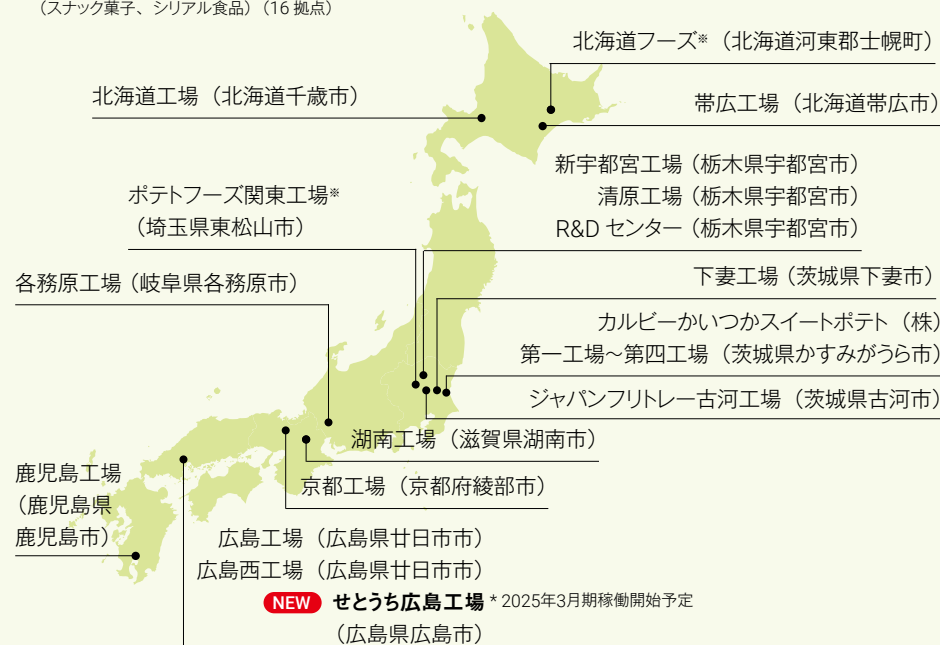 （スナック菓子、シリアル食品）（16 拠点）
北海道フーズ※（北海道河東郡士幌町）
北海道工場（北海道千歳市）
帯広工場（北海道帯広市）
新宇都宮工場（栃木県宇都宮市）
清原工場（栃木県宇都宮市）
R&D センター（栃木県宇都宮市）
ポテトフーズ関東工場※
（埼玉県東松山市）
各務原工場（岐阜県各務原市）
下妻工場（茨城県下妻市）
カルビーかいつかスイートポテト（株）
第一工場～第四工場（茨城県かすみがうら市）
ジャパンフリトレー古河工場（茨城県古河市）
湖南工場（滋賀県湖南市）
京都工場（京都府綾部市）
鹿児島工場
（鹿児島県
鹿児島市）
広島工場（広島県廿日市市）
広島西工場（広島県廿日市市）
NEW せとうち広島工場 * 2025年3月期稼働開始予定
（広島県広島市）